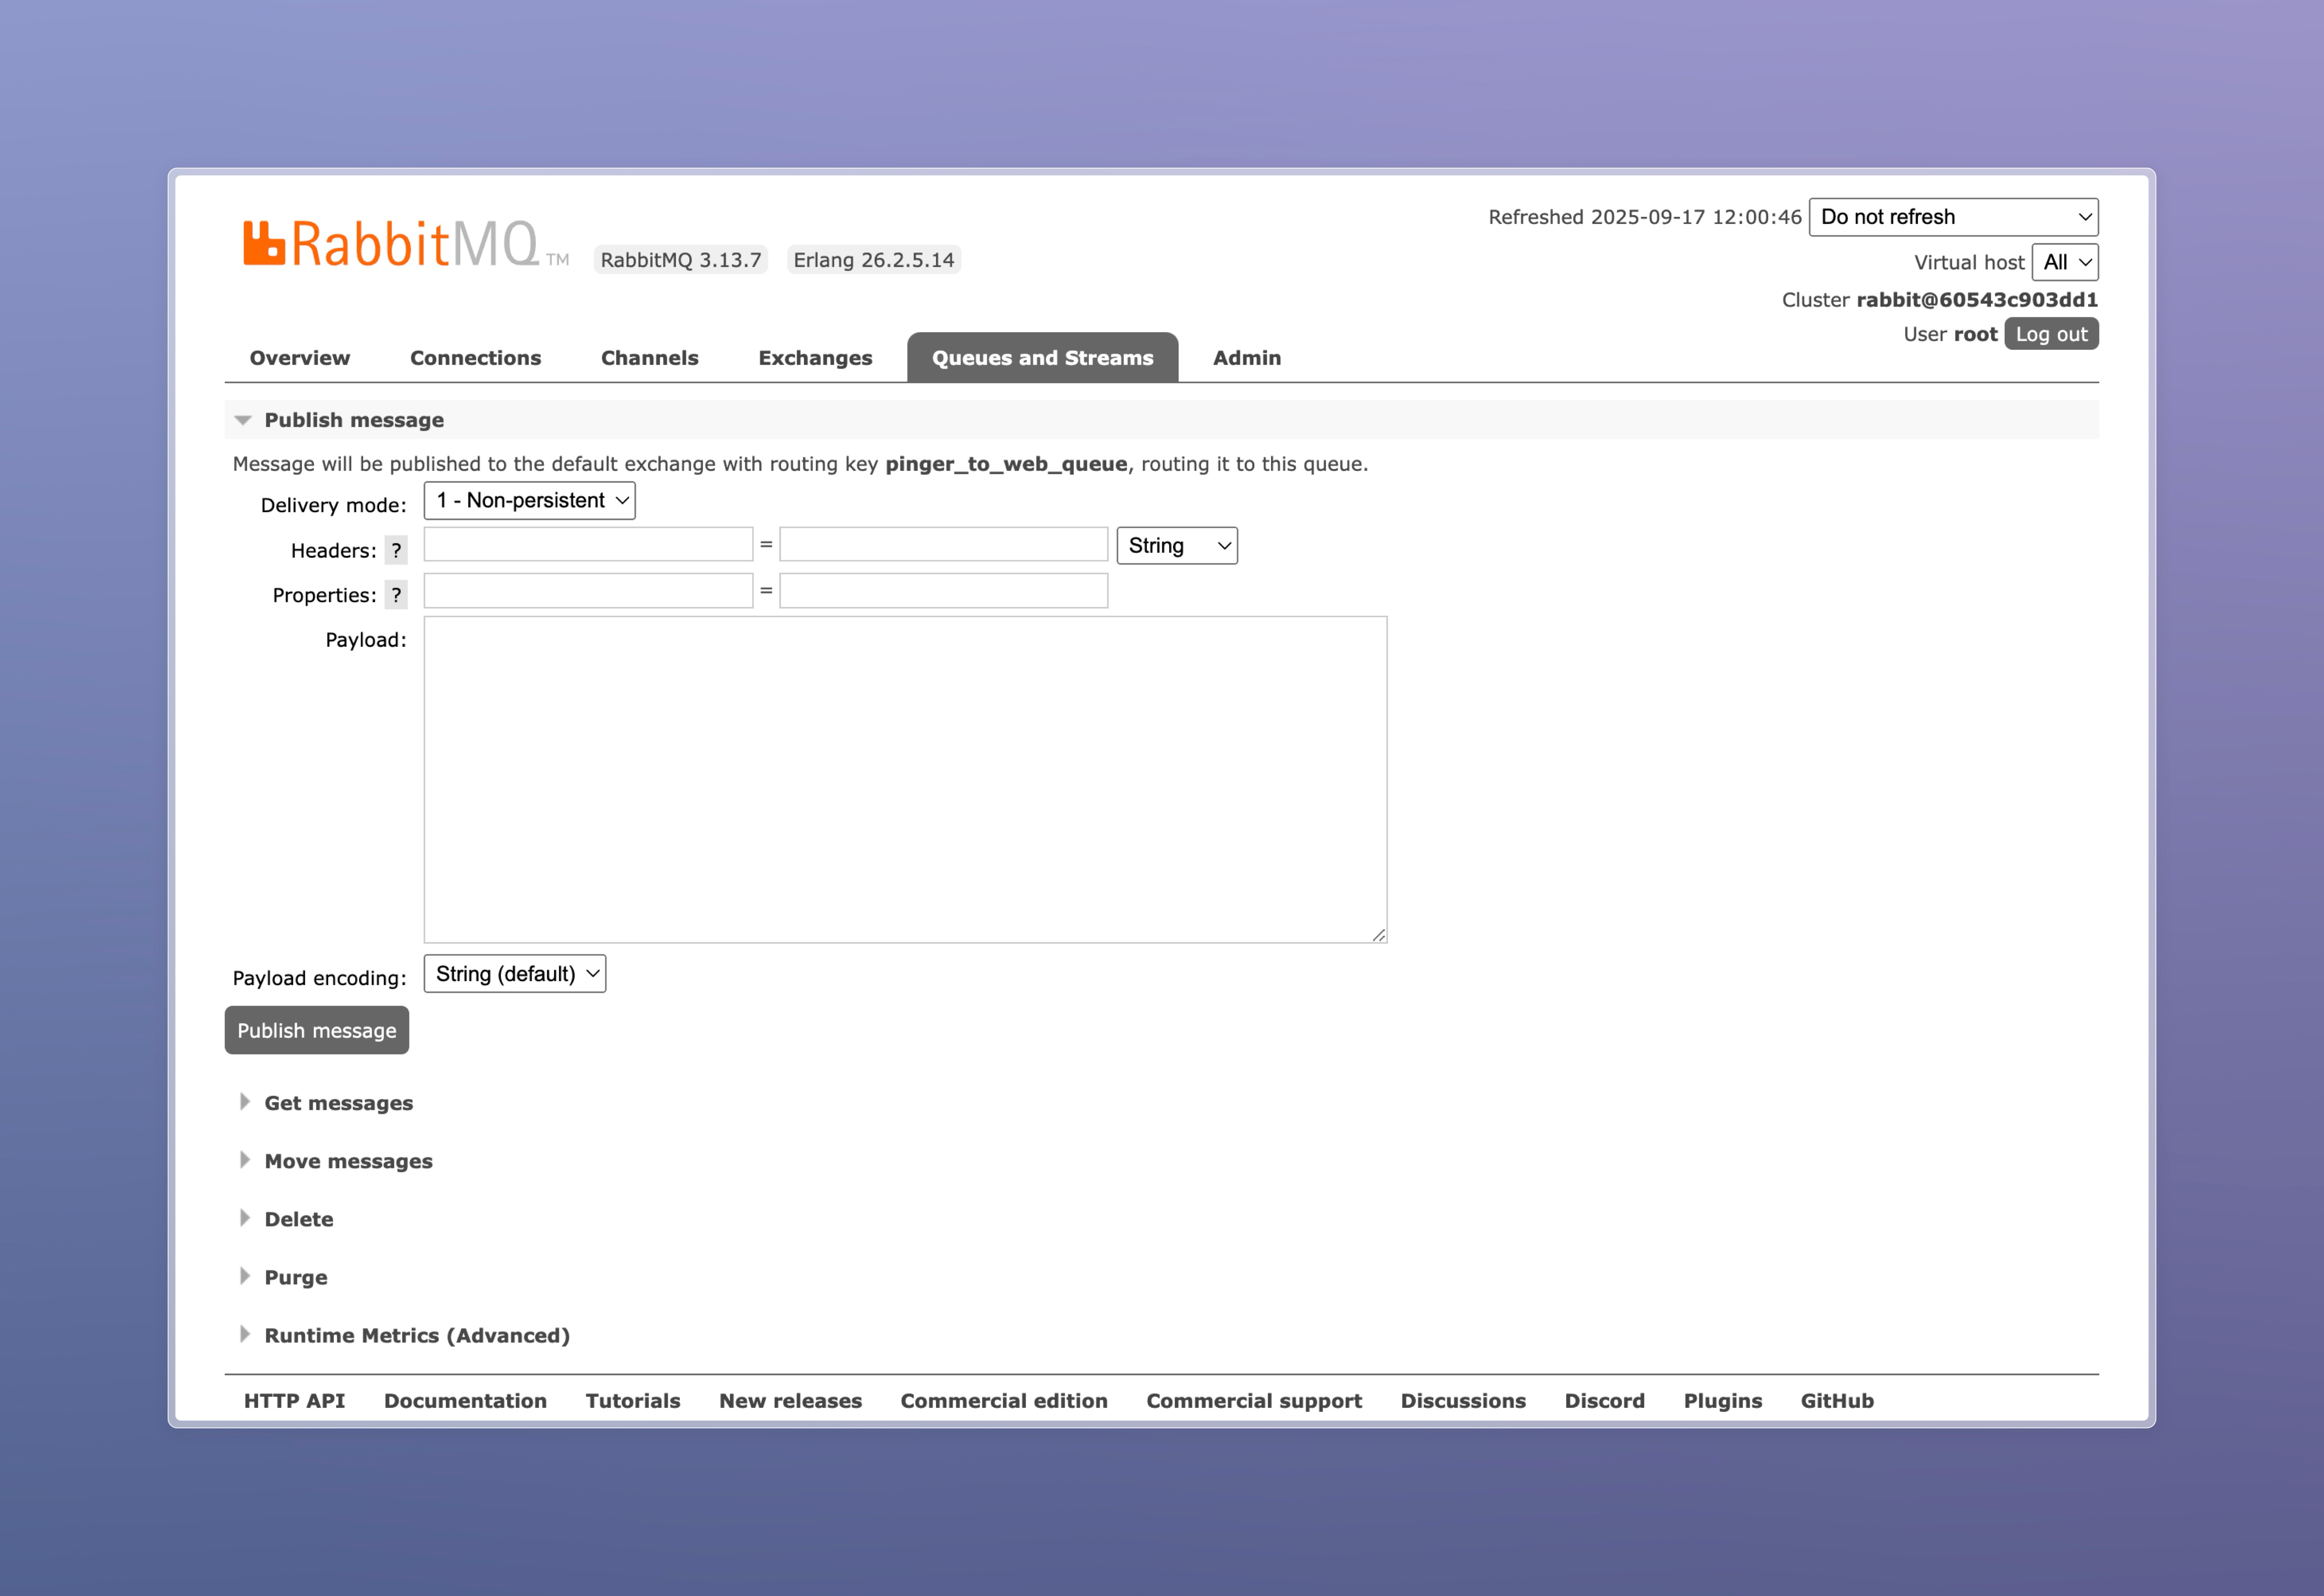 Refreshed 2025-09-17 12:00:46 Do not refresh
RabbitMQ TM RabbitMQ 3.13.7 Erlang 26.2.5.14
Virtual host All
Cluster rabbit@60543c903dd1
User root Log out
Overview Connections Channels Exchanges Queues and Streams Admin
Publish message
Message will be published to the default exchange with routing key pinger_to_web_queue, routing it to this queue.
Delivery mode: 1 - Non-persistent
Headers: ? = String
Properties: ? =
Payload:
Payload encoding: String (default)
Publish message
Get messages
Move messages
Delete
Purge
Runtime Metrics (Advanced)
HTTP API Documentation Tutorials New releases Commercial edition Commercial support Discussions Discord Plugins GitHub